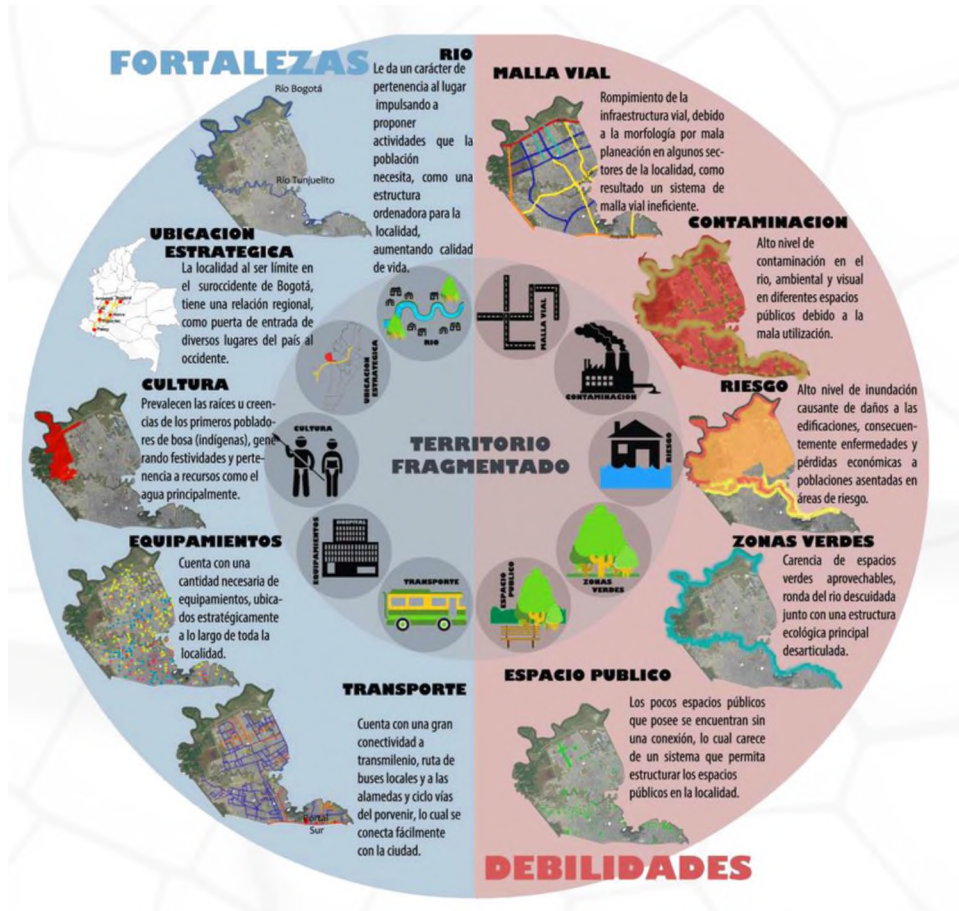 FORTALEZAS
RIO
Le da un carácter de
pertenencia al lugar
impulsando a
proponer
actividades que la
población
necesita, como una
estructura
ordenadora para la
localidad,
aumentando calidad
de vida.
Río Bogotá
Río Tunjuelito
UBICACION
ESTRATEGICA
La localidad al ser límite en
el suroccidente de Bogotá,
tiene una relación regional,
como puerta de entrada de
diversos lugares del país al
occidente.
CULTURA
Prevalecen las raíces u creen-
cias de los primeros poblado-
res de bosa (indígenas), gene
rando festividades y perte-
nencia a recursos como el
agua principalmente.
EQUIPAMIENTOS
Cuenta con una
cantidad necesaria de
equipamientos, ubica-
dos estratégicamente
a lo largo de toda la
localidad.
TRANSPORTE
Cuenta con una gran
conectividad a
transmilenio, ruta de
buses locales y a las
alamedas y ciclo vías
del porvenir, lo cual se
conecta fácilmente
con la ciudad.
Portal
Sur
MALLA VIAL
Rompimiento de la
infraestructura vial, debido
a la morfología por mala
planeación en algunos sec-
tores de la localidad, como
resultado un sistema de
malla vial ineficiente.
CONTAMINACION
Alto nivel de
contaminación en el
rio, ambiental y visual
en diferentes espacios
públicos debido a la
mala utilización.
RIESGO
Alto nivel de inundación
causante de daños a las
edificaciones, consecuen-
temente enfermedades y
pérdidas económicas a
poblaciones asentadas en
áreas de riesgo.
ZONAS VERDES
Carencia de espacios
verdes aprovechables,
ronda del rio descuidada
junto con una estructura
ecológica principal
desarticulada.
ESPACIO PUBLICO
Los pocos espacios públicos
que posee se encuentran sin
una conexión, lo cual carece
de un sistema que permita
estructurar los espacios
públicos en la localidad.
DEBILIDADES
TERRITORIO
FRAGMENTADO
RIO
MALLA VIAL
UBICACION
ESTRATEGICA
CONTAMINACION
CULTURA
RIESGO
EQUIPAMIENTOS
HOSPITAL
ZONAS
VERDES
TRANSPORTE
ESPACIO
PUBLICO